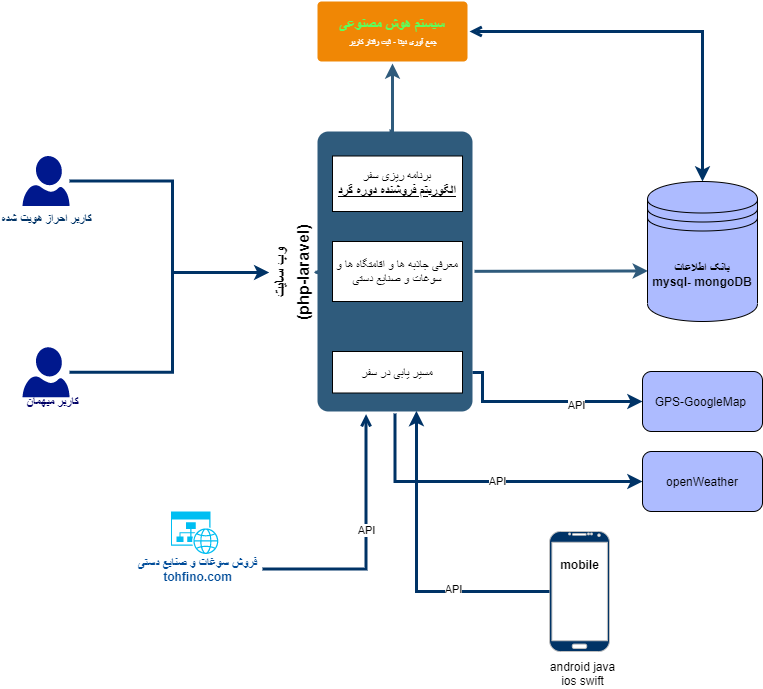 سیستم هوش مصنوعی
جمع آوری دیتا - ثبت رفتار کاربر
برنامه ریزی سفر
الگوریتم فروشنده دوره گرد
کاربر احراز هویت شده
وب سایت
(php-laravel)
معرفی جاذبه ها و اقامتگاه ها و
سوغات و صنایع دستی
بانک اطلاعات
mysql- mongoDB
مسیر یابی در سفر
کاربر میهمان
API
GPS-GoogleMap
API
openWeather
API
فروش سوغات و صنایع دستی
tohfino.com
API
mobile
android java
ios swift